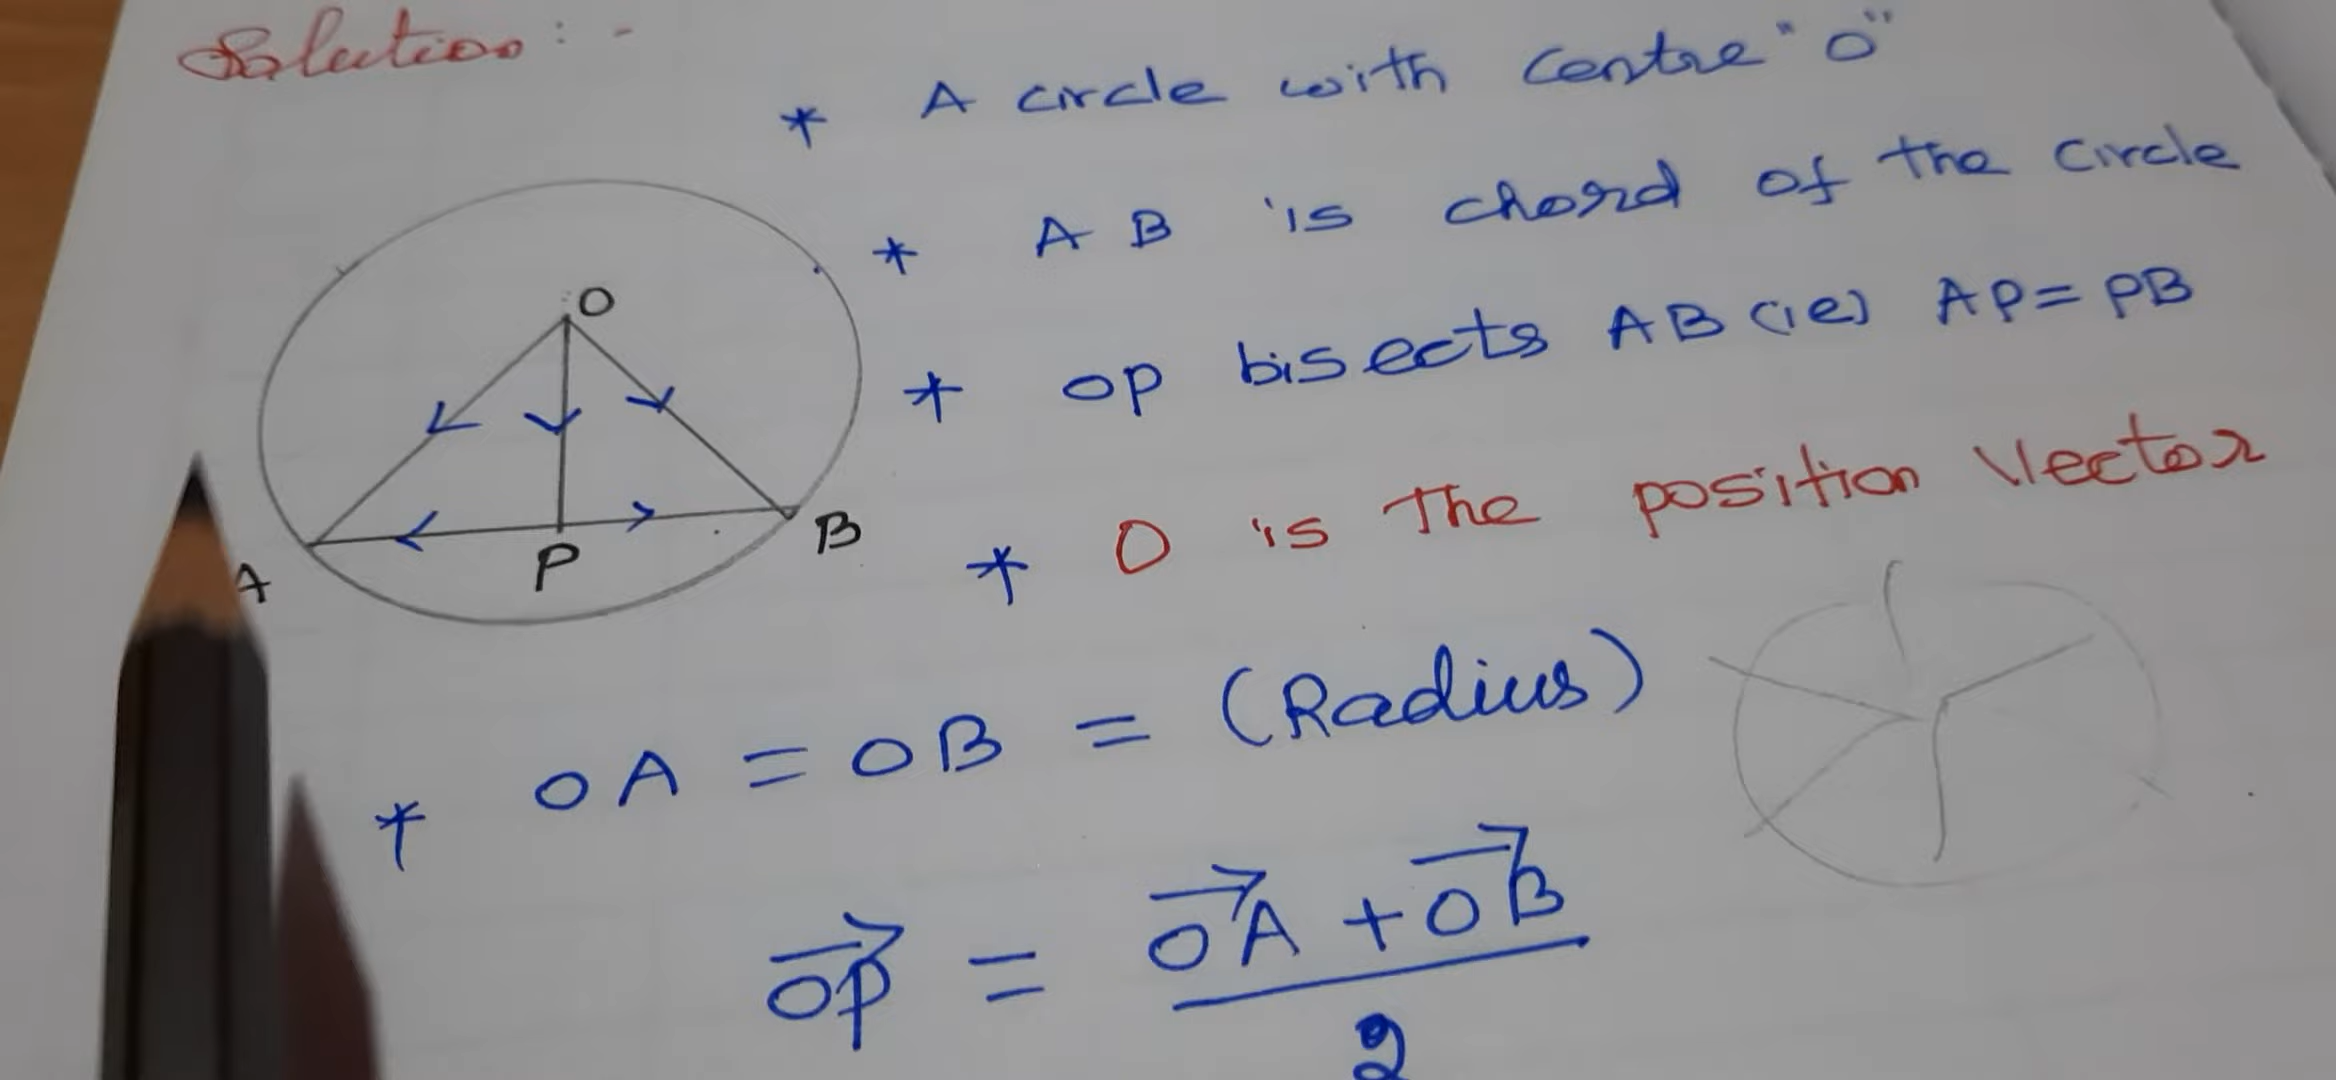 Solution :-
* A circle with centre "O"
* AB is chord of the circle
* OP bisects AB (ie) AP = PB
* O is The position Vector
O
A
P
B
* OA = OB = (Radius)
OP⃗ = OA⃗ + OB⃗
2